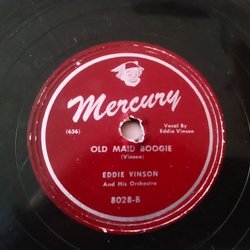 Mercury
(636)
Vocal By
Eddie Vinson
OLD MAID BOOGIE
(Vinson)
EDDIE VINSON
And His Orchestra
8028-B